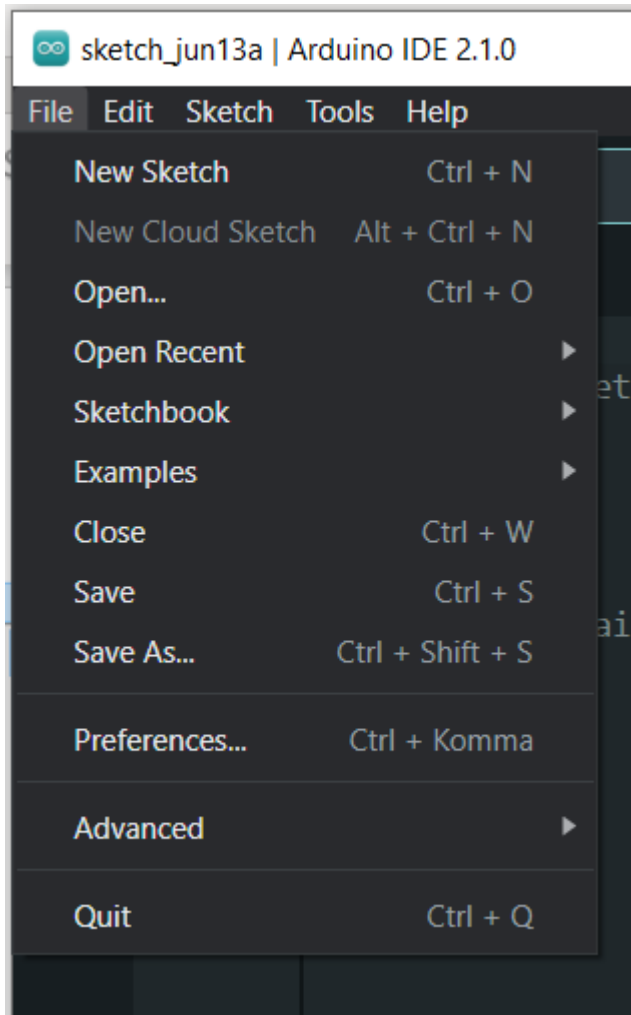 sketch_jun13a | Arduino IDE 2.1.0
File Edit Sketch Tools Help
New Sketch Ctrl + N
New Cloud Sketch Alt + Ctrl + N
Open... Ctrl + O
Open Recent
Sketchbook
Examples
Close Ctrl + W
Save Ctrl + S
Save As... Ctrl + Shift + S
Preferences... Ctrl + Komma
Advanced
Quit Ctrl + Q